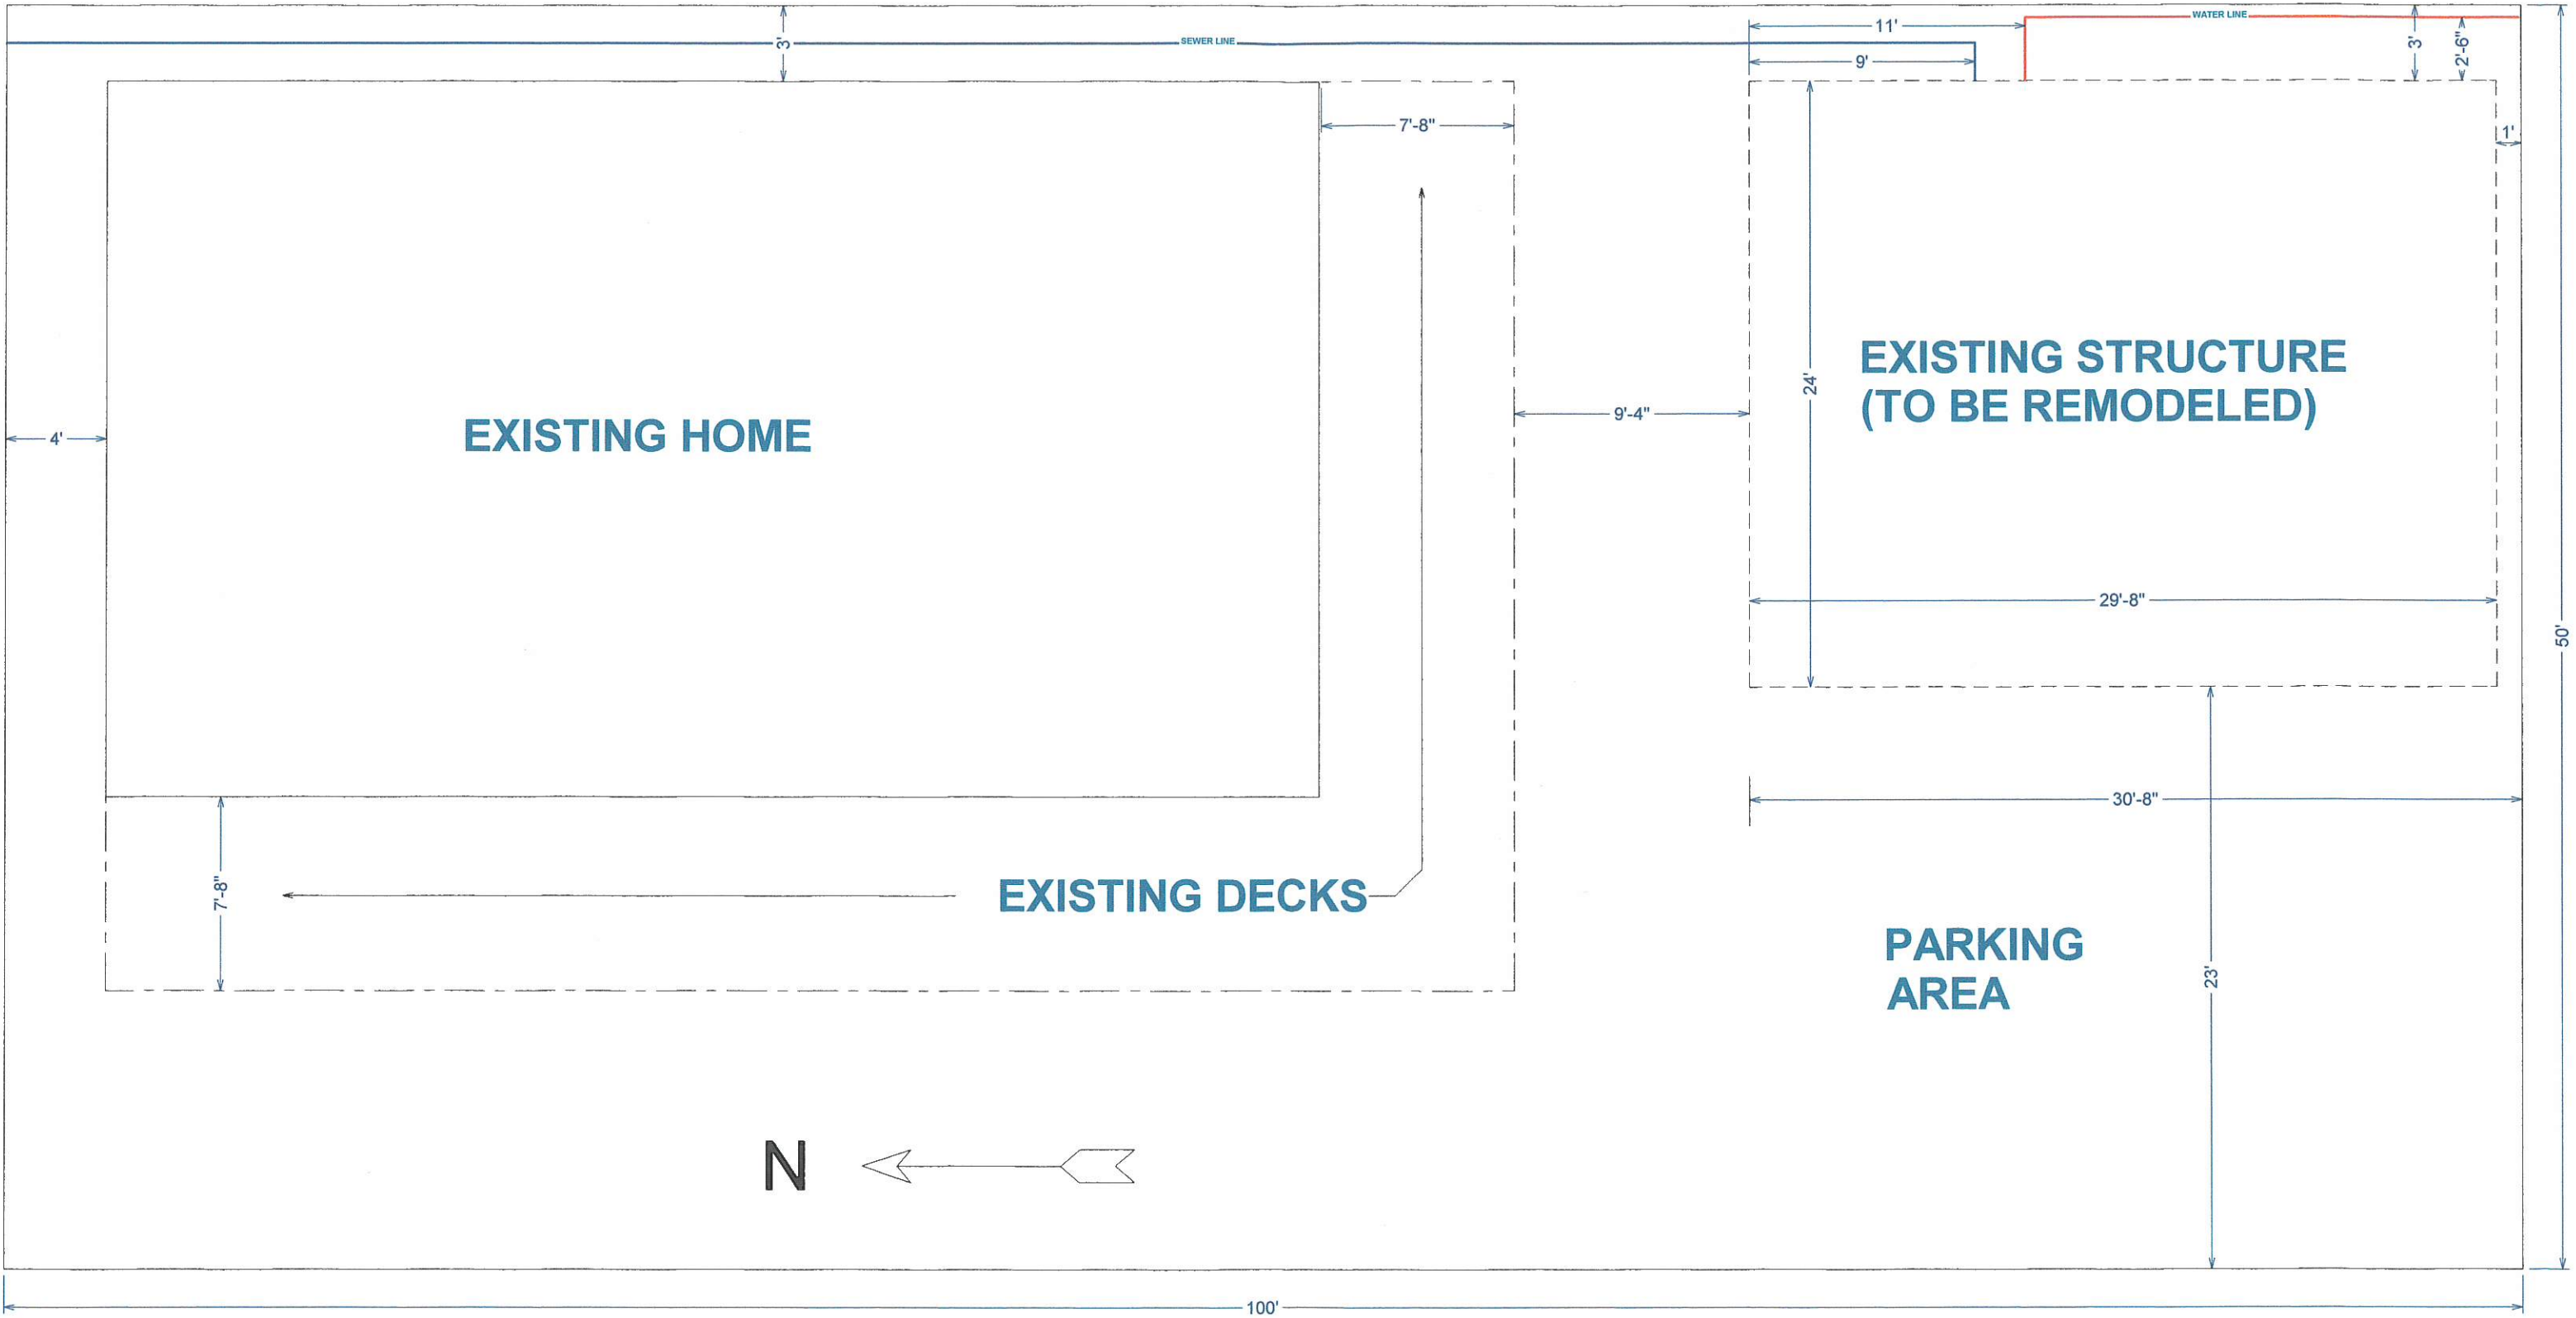 WATER LINE
11'
3'
SEWER LINE
3'
2'-6"
9'
7'-8"
1'
EXISTING STRUCTURE
(TO BE REMODELED)
24'
9'-4"
EXISTING HOME
4'
29'-8"
50'
30'-8"
7'-8"
EXISTING DECKS
PARKING
AREA
23'
N
100'